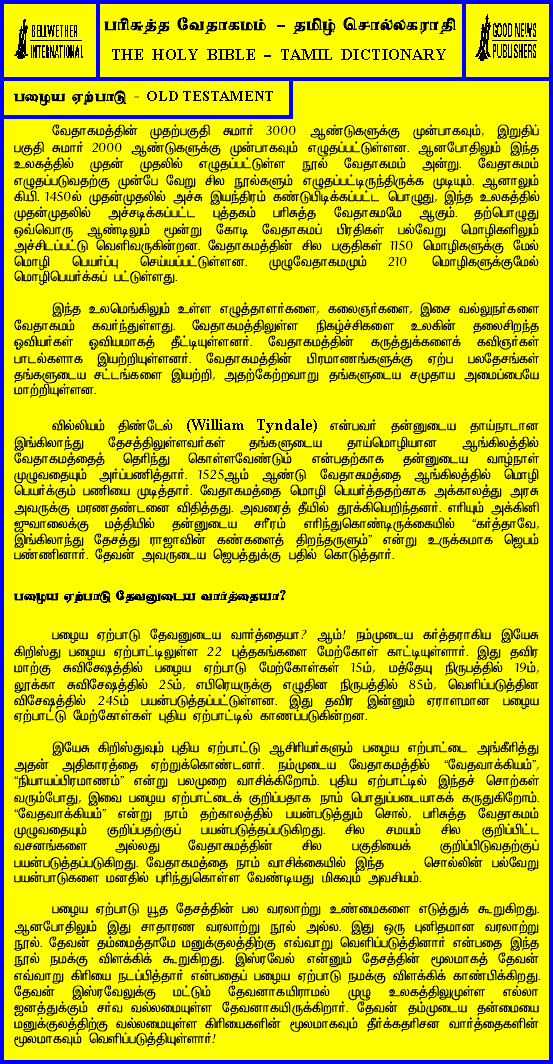 BELLWETHER
INTERNATIONAL
பரிசுத்த வேதாகமம் – தமிழ் சொல்லகராதி
THE HOLY BIBLE – TAMIL DICTIONARY
GOOD NEWS
PUBLISHERS
பழைய ஏற்பாடு - OLD TESTAMENT
வேதாகமத்தின் முதற்பகுதி சுமார் 3000 ஆண்டுகளுக்கு முன்பாகவும், இறுதிப்
பகுதி சுமார் 2000 ஆண்டுகளுக்கு முன்பாகவும் எழுதப்பட்டுள்ளன. ஆனபோதிலும் இந்த
உலகத்தில் முதன் முதலில் எழுதப்பட்டுள்ள நூல் வேதாகமம் அன்று. வேதாகமம்
எழுதப்படுவதற்கு முன்பே வேறு சில நூல்களும் எழுதப்பட்டிருந்திருக்க முடியும். ஆனாலும்
கி.பி. 1450ல் முதன்முதலில் அச்சு இயந்திரம் கண்டுபிடிக்கப்பட்ட பொழுது, இந்த உலகத்தில்
முதன்முதலில் அச்சடிக்கப்பட்ட புத்தகம் பரிசுத்த வேதாகமமே ஆகும். தற்பொழுது
ஒவ்வொரு ஆண்டிலும் மூன்று கோடி வேதாகமப் பிரதிகள் பல்வேறு மொழிகளிலும்
அச்சிடப்பட்டு வெளிவருகின்றன. வேதாகமத்தின் சில பகுதிகள் 1150 மொழிகளுக்கு மேல்
மொழி பெயர்ப்பு செய்யப்பட்டுள்ளன. முழுவேதாகமமும் 210 மொழிகளுக்குமேல்
மொழிபெயர்க்கப் பட்டுள்ளது.
இந்த உலமெங்கிலும் உள்ள எழுத்தாளர்களை, கலைஞர்களை, இசை வல்லுநர்களை
வேதாகமம் கவர்ந்துள்ளது. வேதாகமத்திலுள்ள நிகழ்ச்சிகளை உலகின் தலைசிறந்த
ஓவியர்கள் ஓவியமாகத் தீட்டியுள்ளனர். வேதாகமத்தின் கருத்துக்களைக் கவிஞர்கள்
பாடல்களாக இயற்றியுள்ளனர். வேதாகமத்தின் பிரமாணங்களுக்கு ஏற்ப பலதேசங்கள்
தங்களுடைய சட்டங்களை இயற்றி, அதற்கேற்றவாறு தங்களுடைய சமுதாய அமைப்பையே
மாற்றியுள்ளன.
வில்லியம் திண்டேல் (William Tyndale) என்பவர் தன்னுடைய தாய்நாடான
இங்கிலாந்து தேசத்திலுள்ளவர்கள் தங்களுடைய தாய்மொழியான ஆங்கிலத்தில்
வேதாகமத்தைத் தெரிந்து கொள்ளவேண்டும் என்பதற்காக தன்னுடைய வாழ்நாள்
முழுவதையும் அர்ப்பணித்தார். 1525ஆம் ஆண்டு வேதாகமத்தை ஆங்கிலத்தில் மொழி
பெயர்க்கும் பணியை முடித்தார். வேதாகமத்தை மொழி பெயர்த்ததற்காக அக்காலத்து அரசு
அவருக்கு மரணதண்டனை விதித்தது. அவரைத் தீயில் தூக்கியெறிந்தனர். எரியும் அக்கினி
ஜுவாலைக்கு மத்தியில் தன்னுடைய சரீரம் எரிந்துகொண்டிருக்கையில் “கர்த்தாவே,
இங்கிலாந்து தேசத்து ராஜாவின் கண்களைத் திறந்தருளும்” என்று உருக்கமாக ஜெபம்
பண்ணினார். தேவன் அவருடைய ஜெபத்துக்கு பதில் கொடுத்தார்.
பழைய ஏற்பாடு தேவனுடைய வார்த்தையா?
பழைய ஏற்பாடு தேவனுடைய வார்த்தையா? ஆம்! நம்முடைய கர்த்தராகிய இயேசு
கிறிஸ்து பழைய ஏற்பாட்டிலுள்ள 22 புத்தகங்களை மேற்கோள் காட்டியுள்ளார். இது தவிர
மாற்கு சுவிசேஷத்தில் பழைய ஏற்பாடு மேற்கோள்கள் 15ம், மத்தேயு நிருபத்தில் 19ம்,
லூக்கா சுவிசேஷத்தில் 25ம், எபிரெயருக்கு எழுதின நிருபத்தில் 85ம், வெளிப்படுத்தின
விசேஷத்தில் 245ம் பயன்படுத்தப்பட்டுள்ளன. இது தவிர இன்னும் ஏராளமான பழைய
ஏற்பாட்டு மேற்கோள்கள் புதிய ஏற்பாட்டில் காணப்படுகின்றன.
இயேசு கிறிஸ்துவும் புதிய ஏற்பாட்டு ஆசிரியர்களும் பழைய எற்பாட்டை அங்கீரித்து
அதன் அதிகாரத்தை ஏற்றுக்கொண்டனர். நம்முடைய வேதாகமத்தில் “வேதவாக்கியம்”,
“நியாயப்பிரமாணம்” என்று பலமுறை வாசிக்கிறோம். புதிய ஏற்பாட்டில் இந்தச் சொற்கள்
வரும்போது, இவை பழைய ஏற்பாட்டைக் குறிப்பதாக நாம் பொதுப்படையாகக் கருதுகிறோம்.
“வேதவாக்கியம்” என்று நாம் தற்காலத்தில் பயன்படுத்தும் சொல், பரிசுத்த வேதாகமம்
முழுவதையும் குறிப்பதற்குப் பயன்படுத்தப்படுகிறது. சில சமயம் சில குறிப்பிட்ட
வசனங்களை அல்லது வேதாகமத்தின் சில பகுதியைக் குறிப்பிடுவதற்குப்
பயன்படுத்தப்படுகிறது. வேதாகமத்தை நாம் வாசிக்கையில் இந்த சொல்லின் பல்வேறு
பயன்பாடுகளை மனதில் புரிந்துகொள்ள வேண்டியது மிகவும் அவசியம்.
பழைய ஏற்பாடு யூத தேசத்தின் பல வரலாற்று உண்மைகளை எடுத்துக் கூறுகிறது.
ஆனபோதிலும் இது சாதாரண வரலாற்று நூல் அல்ல. இது ஒரு புனிதமான வரலாற்று
நூல். தேவன் தம்மைத்தாமே மனுக்குலத்திற்கு எவ்வாறு வெளிப்படுத்தினார் என்பதை இந்த
நூல் நமக்கு விளக்கிக் கூறுகிறது. இஸ்ரவேல் என்னும் தேசத்தின் மூலமாகத் தேவன்
எவ்வாறு கிரியை நடப்பித்தார் என்பதைப் பழைய ஏற்பாடு நமக்கு விளக்கிக் காண்பிக்கிறது.
தேவன் இஸ்ரவேலுக்கு மட்டும் தேவனாகயிராமல் முழு உலகத்திலுமுள்ள எல்லா
ஜனத்துக்கும் சர்வ வல்லமையுள்ள தேவனாகயிருக்கிறார். தேவன் தம்முடைய தன்மையை
மனுக்குலத்திற்கு வல்லமையுள்ள கிரியைகளின் மூலமாகவும் தீர்க்கதரிசன வார்த்தைகளின்
மூலமாகவும் வெளிப்படுத்தியுள்ளார்!